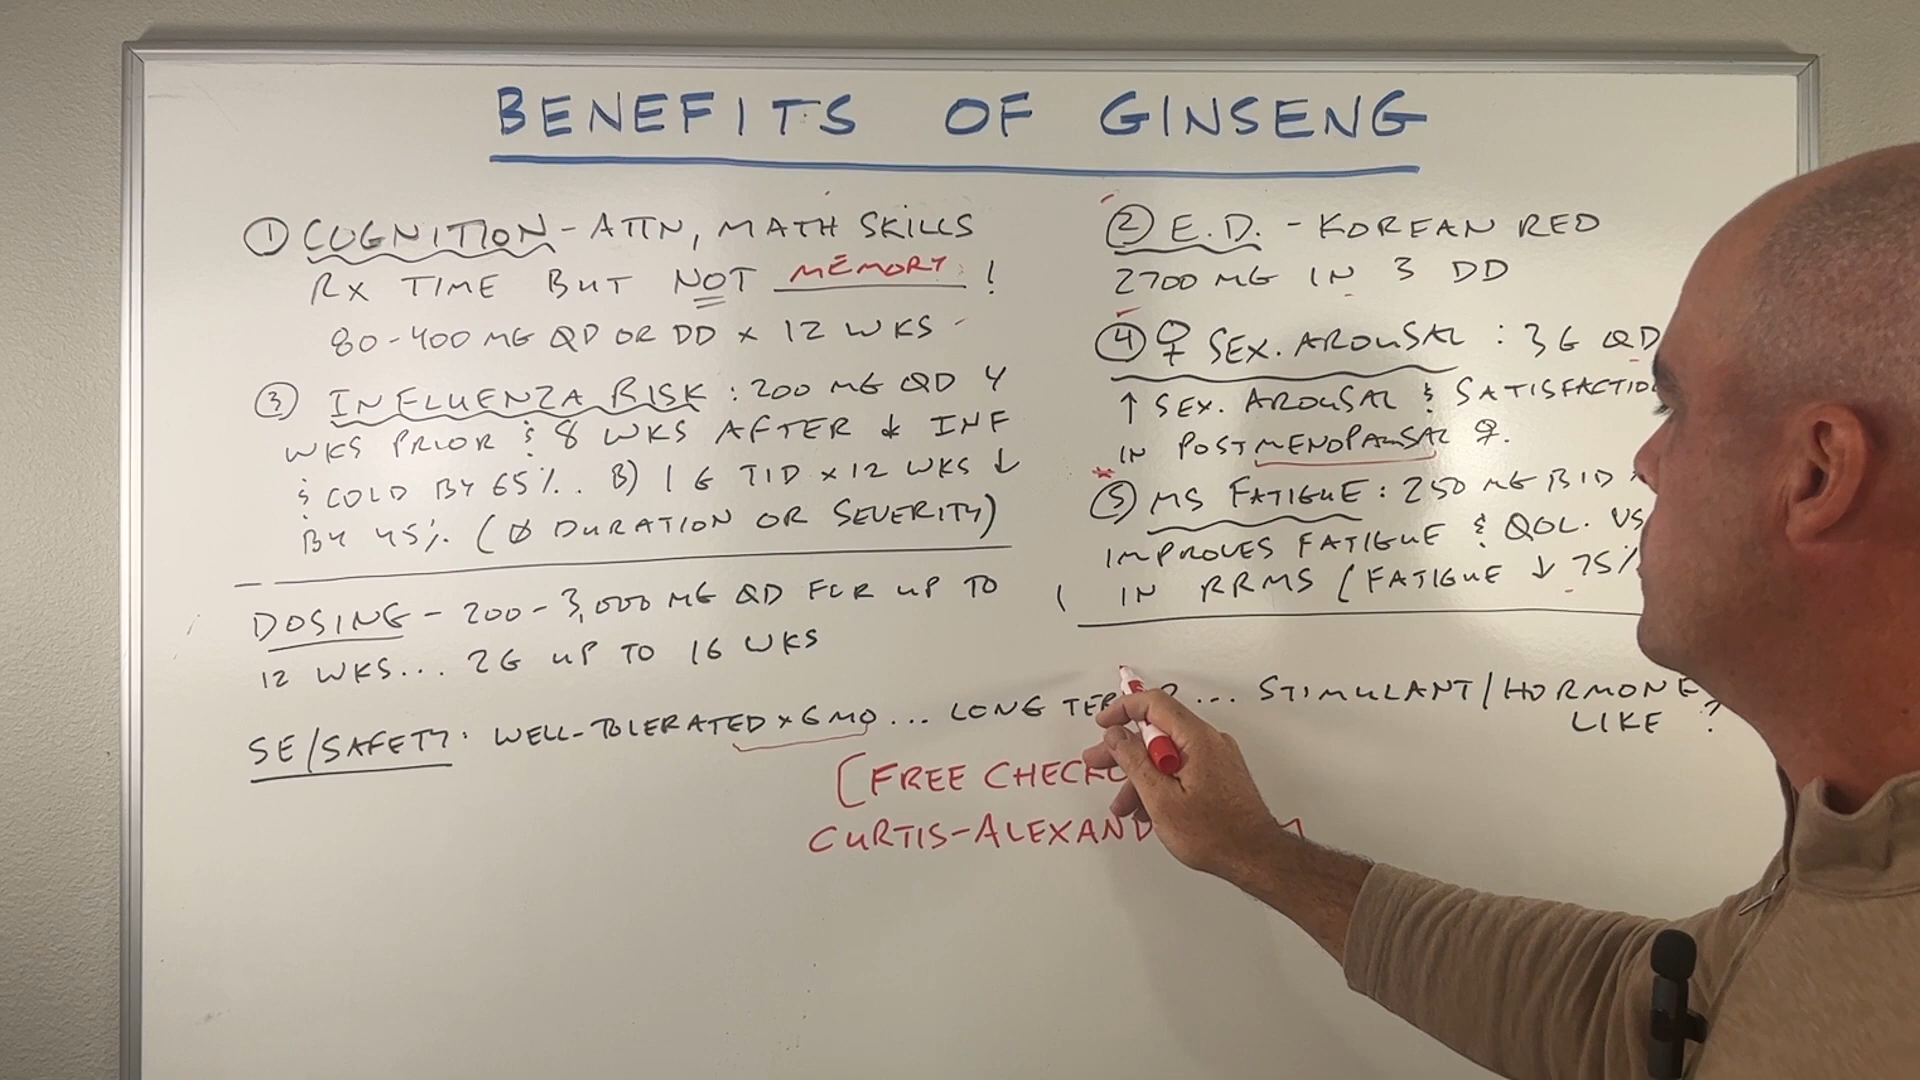 BENEFITS OF GINSENG
① COGNITION - ATTN, MATH SKILLS
RX TIME BUT NOT MEMORY !
80-400 MG QD OR DD x 12 WKS
③ INFLUENZA RISK : 200 MG QD 4
WKS PRIOR & 8 WKS AFTER ↓ INF
& COLD BY 65%. B) 1 G TID x 12 WKS ↓
BY 45% (Ø DURATION OR SEVERITY)
DOSING - 200-3,000 MG QD FOR UP TO
12 WKS... 2G UP TO 16 WKS
② E.D. - KOREAN RED
2700 MG IN 3 DD
④ ♀ SEX. AROUSAL : 3G QD
↑ SEX. AROUSAL & SATISFACTIO
IN POSTMENOPAUSAL ♀.
* ⑤ MS FATIGUE : 250 MG BID
IMPROVES FATIGUE & QOL. VS
IN RRMS (FATIGUE ↓ 75%
SE/SAFETY: WELL-TOLERATED x 6 MO ... LONG ... STIMULANT/HORMONE
LIKE ?
[FREE
CURTIS-ALEXAND